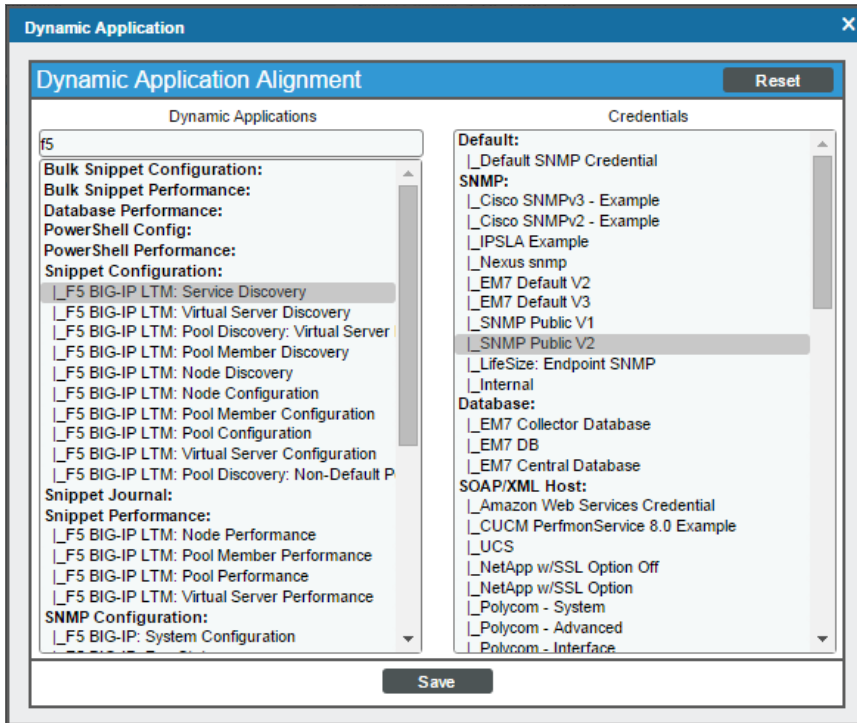 Dynamic Application
Dynamic Application Alignment
Reset
Dynamic Applications
f5
Bulk Snippet Configuration:
Bulk Snippet Performance:
Database Performance:
PowerShell Config:
PowerShell Performance:
Snippet Configuration:
|_F5 BIG-IP LTM: Service Discovery
|_F5 BIG-IP LTM: Virtual Server Discovery
|_F5 BIG-IP LTM: Pool Discovery: Virtual Server
|_F5 BIG-IP LTM: Pool Member Discovery
|_F5 BIG-IP LTM: Node Discovery
|_F5 BIG-IP LTM: Node Configuration
|_F5 BIG-IP LTM: Pool Member Configuration
|_F5 BIG-IP LTM: Pool Configuration
|_F5 BIG-IP LTM: Virtual Server Configuration
|_F5 BIG-IP LTM: Pool Discovery: Non-Default P
Snippet Journal:
Snippet Performance:
|_F5 BIG-IP LTM: Node Performance
|_F5 BIG-IP LTM: Pool Member Performance
|_F5 BIG-IP LTM: Pool Performance
|_F5 BIG-IP LTM: Virtual Server Performance
SNMP Configuration:
|_F5 BIG-IP: System Configuration
Credentials
Default:
|_Default SNMP Credential
SNMP:
|_Cisco SNMPv3 - Example
|_Cisco SNMPv2 - Example
|_IPSLA Example
|_Nexus snmp
|_EM7 Default V2
|_EM7 Default V3
|_SNMP Public V1
|_SNMP Public V2
|_LifeSize: Endpoint SNMP
|_Internal
Database:
|_EM7 Collector Database
|_EM7 DB
|_EM7 Central Database
SOAP/XML Host:
|_Amazon Web Services Credential
|_CUCM PerfmonService 8.0 Example
|_UCS
|_NetApp w/SSL Option Off
|_NetApp w/SSL Option
|_Polycom - System
|_Polycom - Advanced
|_Polycom - Interface
Save